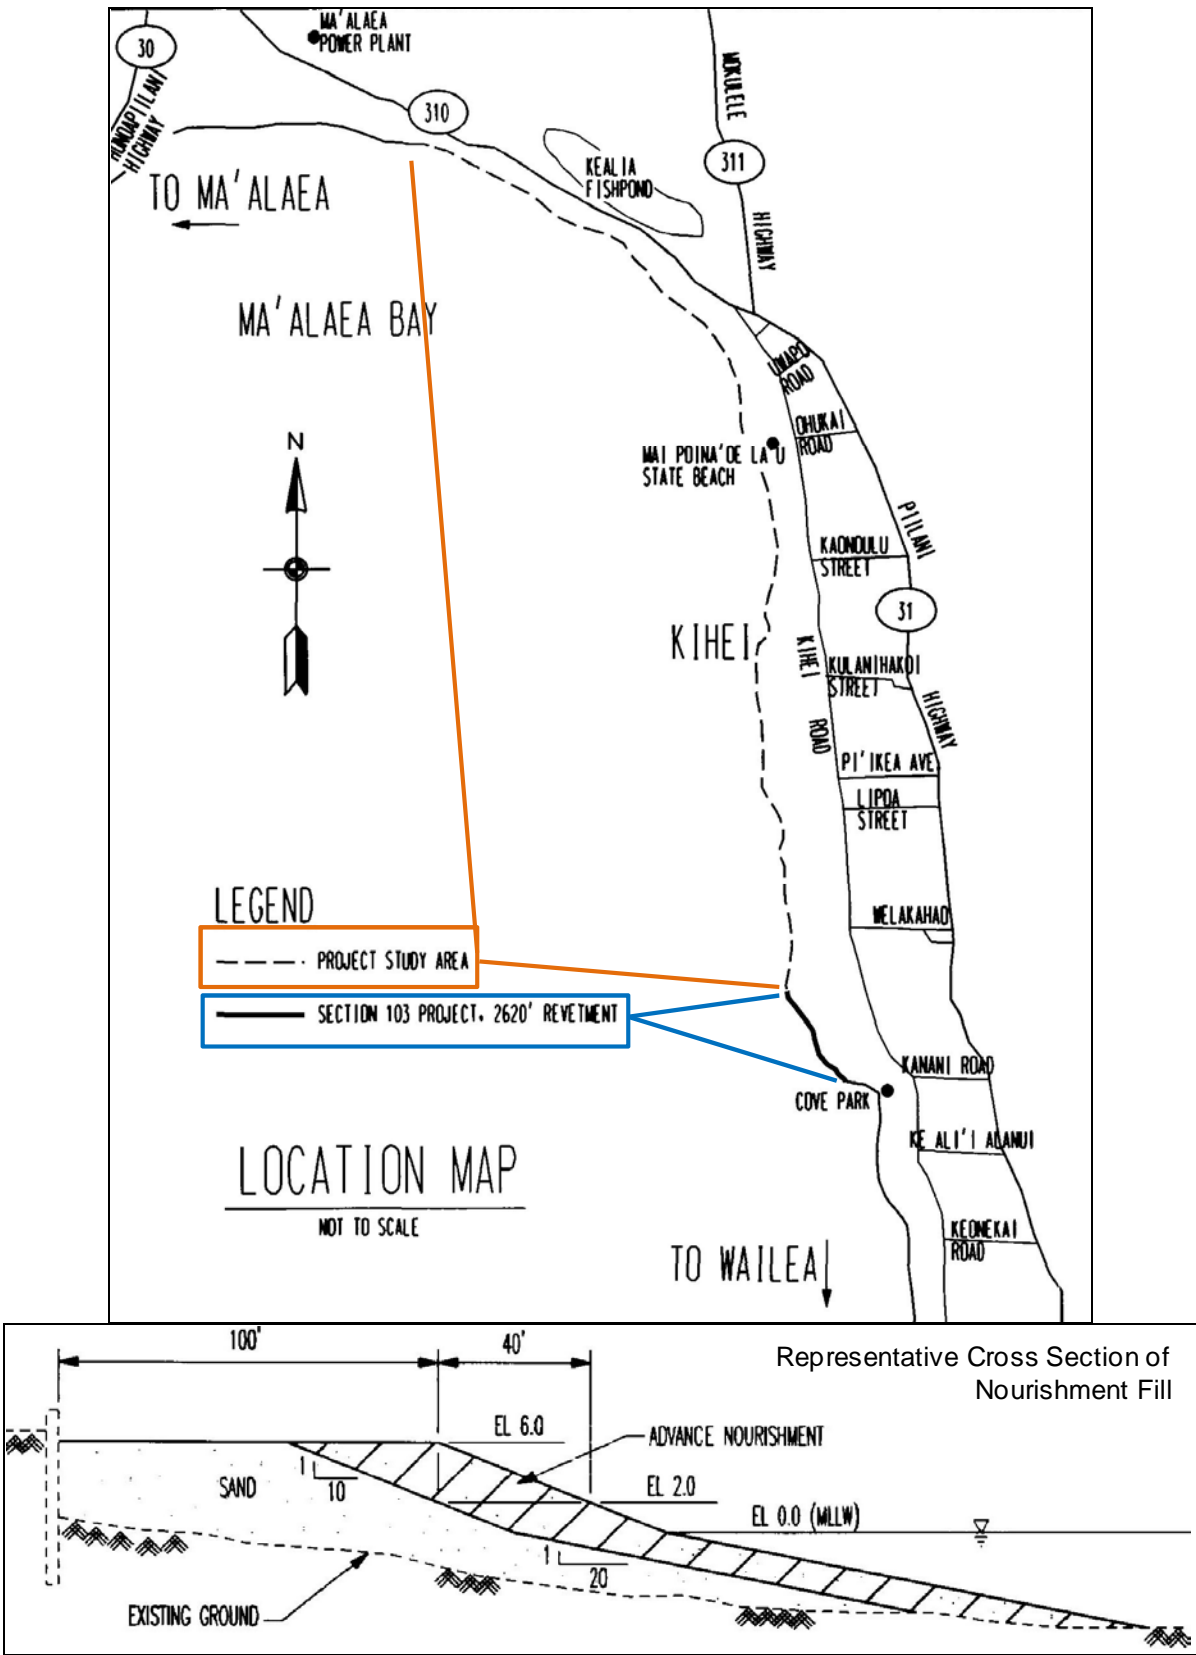 MA'ALAEA
POWER PLANT
30
HONOAPIILANI
HIGHWAY
310
MOKULELE
311
HIGHWAY
KEALIA
FISHPOND
TO MA'ALAEA
MA'ALAEA BAY
UWAPO
ROAD
OHUKAI
ROAD
N
MAI POINA'OE LA'U
STATE BEACH
PIILANI
KAONOULU
STREET
31
KIHEI
KIHEI
ROAD
KULANIHAKOI
STREET
HIGHWAY
PI'IKEA AVE
LIPOA
STREET
LEGEND
WELAKAHAO
PROJECT STUDY AREA
SECTION 103 PROJECT, 2620' REVETMENT
KANANI ROAD
COVE PARK
KE ALI'I ALANUI
LOCATION MAP
NOT TO SCALE
KEONEKAI
ROAD
TO WAILEA
100'
40'
Representative Cross Section of
Nourishment Fill
EL 6.0
ADVANCE NOURISHMENT
SAND
1
10
EL 2.0
EL 0.0 (MLLW)
1
20
EXISTING GROUND